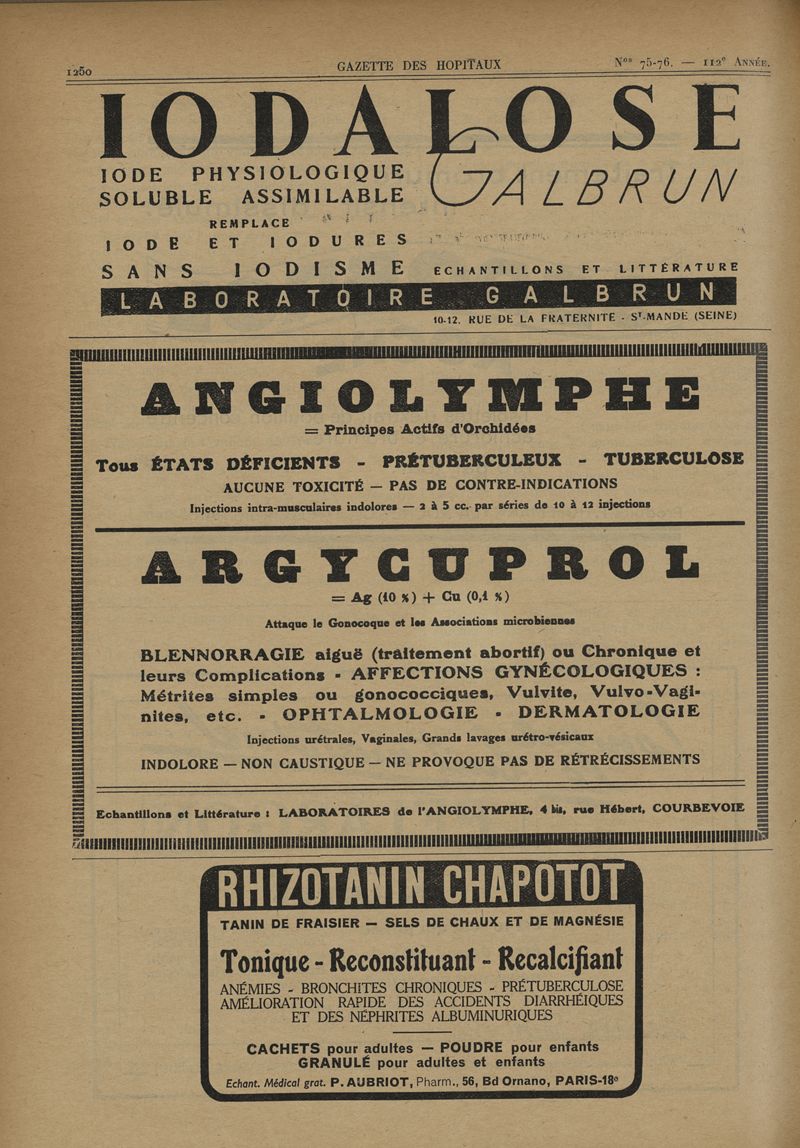 1250
GAZETTE DES HOPITAUX
Nos 75-76. — 112e ANNÉE.
IODALOSE
IODE PHYSIOLOGIQUE
SOLUBLE ASSIMILABLE
GALBRUN
REMPLACE
IODE ET IODURES
SANS IODISME
ECHANTILLONS ET LITTÉRATURE
LABORATOIRE GALBRUN
10-12, RUE DE LA FRATERNITE - ST-MANDÉ (SEINE)
ANGIOLYMPHE
= Principes Actifs d'Orchidées
Tous ÉTATS DÉFICIENTS - PRÉTUBERCULEUX - TUBERCULOSE
AUCUNE TOXICITÉ — PAS DE CONTRE-INDICATIONS
Injections intra-musculaires indolores — 2 à 5 cc. par séries de 10 à 12 injections
ARGYCUPROL
= Ag (10 %) + Cu (0,1 %)
Attaque le Gonocoque et les Associations microbiennes
BLENNORRAGIE aiguë (traitement abortif) ou Chronique et
leurs Complications - AFFECTIONS GYNÉCOLOGIQUES :
Métrites simples ou gonococciques, Vulvite, Vulvo-Vagi-
nites, etc. - OPHTALMOLOGIE - DERMATOLOGIE
Injections urétrales, Vaginales, Grands lavages urétro-vésicaux
INDOLORE — NON CAUSTIQUE — NE PROVOQUE PAS DE RÉTRÉCISSEMENTS
Echantillons et Littérature : LABORATOIRES de l'ANGIOLYMPHE, 4 bis, rue Hébert, COURBEVOIE
RHIZOTANIN CHAPOTOT
TANIN DE FRAISIER — SELS DE CHAUX ET DE MAGNÉSIE
Tonique - Reconstituant - Recalcifiant
ANÉMIES - BRONCHITES CHRONIQUES - PRÉTUBERCULOSE
AMÉLIORATION RAPIDE DES ACCIDENTS DIARRHÉIQUES
ET DES NÉPHRITES ALBUMINURIQUES
CACHETS pour adultes — POUDRE pour enfants
GRANULÉ pour adultes et enfants
Echant. Médical grat. P. AUBRIOT, Pharm., 56, Bd Ornano, PARIS-18e